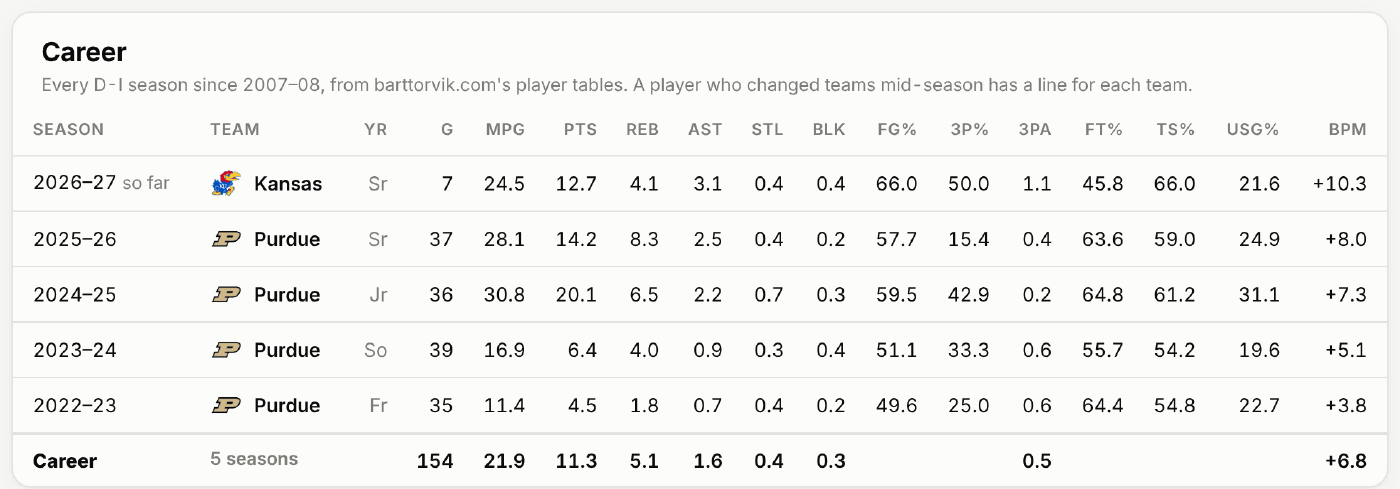 Career
Every D-I season since 2007–08, from barttorvik.com's player tables. A player who changed teams mid-season has a line for each team.
SEASON TEAM YR G MPG PTS REB AST STL BLK FG% 3P% 3PA FT% TS% USG% BPM
2026–27 so far Kansas Sr 7 24.5 12.7 4.1 3.1 0.4 0.4 66.0 50.0 1.1 45.8 66.0 21.6 +10.3
2025–26 Purdue Sr 37 28.1 14.2 8.3 2.5 0.4 0.2 57.7 15.4 0.4 63.6 59.0 24.9 +8.0
2024–25 Purdue Jr 36 30.8 20.1 6.5 2.2 0.7 0.3 59.5 42.9 0.2 64.8 61.2 31.1 +7.3
2023–24 Purdue So 39 16.9 6.4 4.0 0.9 0.3 0.4 51.1 33.3 0.6 55.7 54.2 19.6 +5.1
2022–23 Purdue Fr 35 11.4 4.5 1.8 0.7 0.4 0.2 49.6 25.0 0.6 64.4 54.8 22.7 +3.8
Career 5 seasons 154 21.9 11.3 5.1 1.6 0.4 0.3 0.5 +6.8